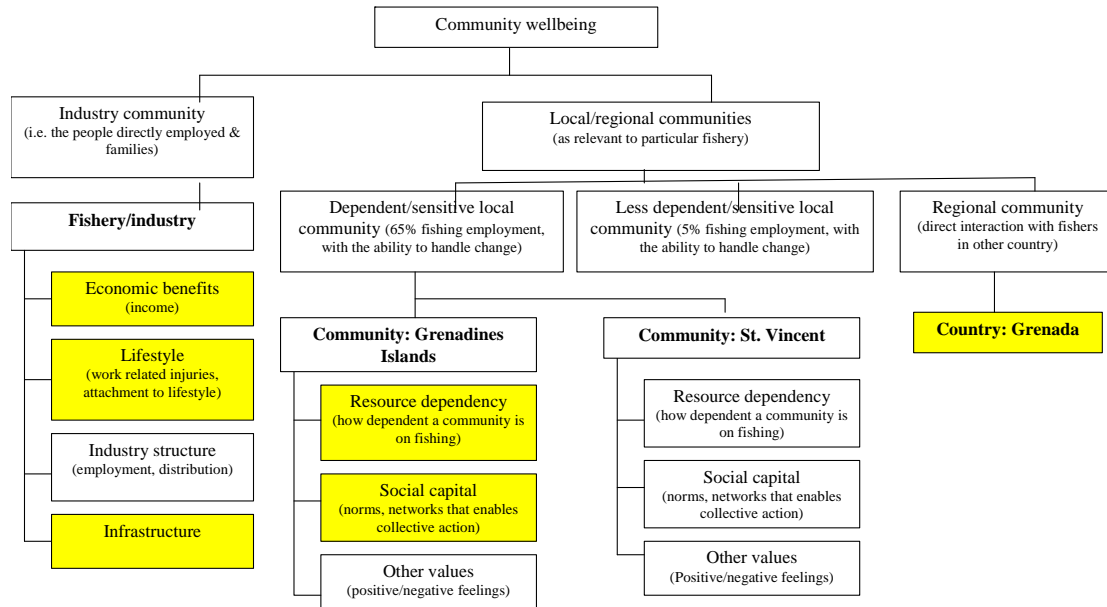 Community wellbeing
Industry community
(i.e. the people directly employed &
families)
Local/regional communities
(as relevant to particular fishery)
Fishery/industry
Dependent/sensitive local
community (65% fishing employment,
with the ability to handle change)
Less dependent/sensitive local
community (5% fishing employment, with
the ability to handle change)
Regional community
(direct interaction with fishers
in other country)
Economic benefits
(income)
Lifestyle
(work related injuries,
attachment to lifestyle)
Industry structure
(employment, distribution)
Infrastructure
Community: Grenadines
Islands
Resource dependency
(how dependent a community is
on fishing)
Social capital
(norms, networks that enables
collective action)
Other values
(positive/negative feelings)
Community: St. Vincent
Resource dependency
(how dependent a community is
on fishing)
Social capital
(norms, networks that enables
collective action)
Other values
(Positive/negative feelings)
Country: Grenada